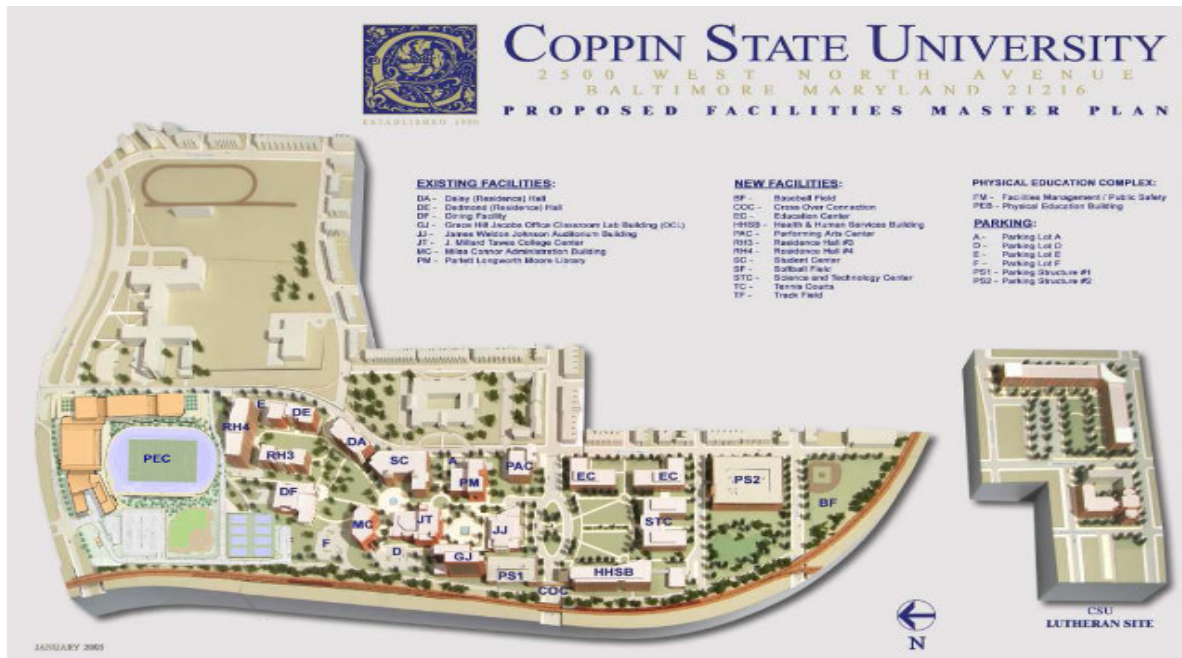 COPPIN STATE UNIVERSITY
2500 WEST NORTH AVENUE
BALTIMORE MARYLAND 21216
PROPOSED FACILITIES MASTER PLAN
ESTABLISHED 1900
EXISTING FACILITIES:
DA - Daley (Residence) Hall
DE - Dedmond (Residence) Hall
DF - Dining Facility
GJ - Grace Hill Jacobs Office Classroom Lab Building (OCL)
JJ - James Weldon Johnson Auditorium Building
JT - J. Millard Tawes College Center
MC - Miles Connor Administration Building
PM - Parlett Longworth Moore Library
NEW FACILITIES:
BF - Baseball Field
COC - Cross Over Connection
EC - Education Center
HHSB - Health & Human Services Building
PAC - Performing Arts Center
RH3 - Residence Hall #3
RH4 - Residence Hall #4
SC - Student Center
SF - Softball Field
STC - Science and Technology Center
TC - Tennis Courts
TF - Track Field
PHYSICAL EDUCATION COMPLEX:
FM - Facilities Management / Public Safety
PEB - Physical Education Building
PARKING:
A - Parking Lot A
D - Parking Lot D
E - Parking Lot E
F - Parking Lot F
PS1 - Parking Structure #1
PS2 - Parking Structure #2
E
DE
RH4
DA
PEC
RH3
SC
A
PAC
PM
EC
EC
PS2
DF
BF
MC
JT
STC
JJ
F
D
GJ
PS1
HHSB
COC
N
CSU
LUTHERAN SITE
JANUARY 2005